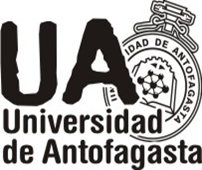 UA
IDAD DE ANTOFAGASTA
Universidad
de Antofagasta